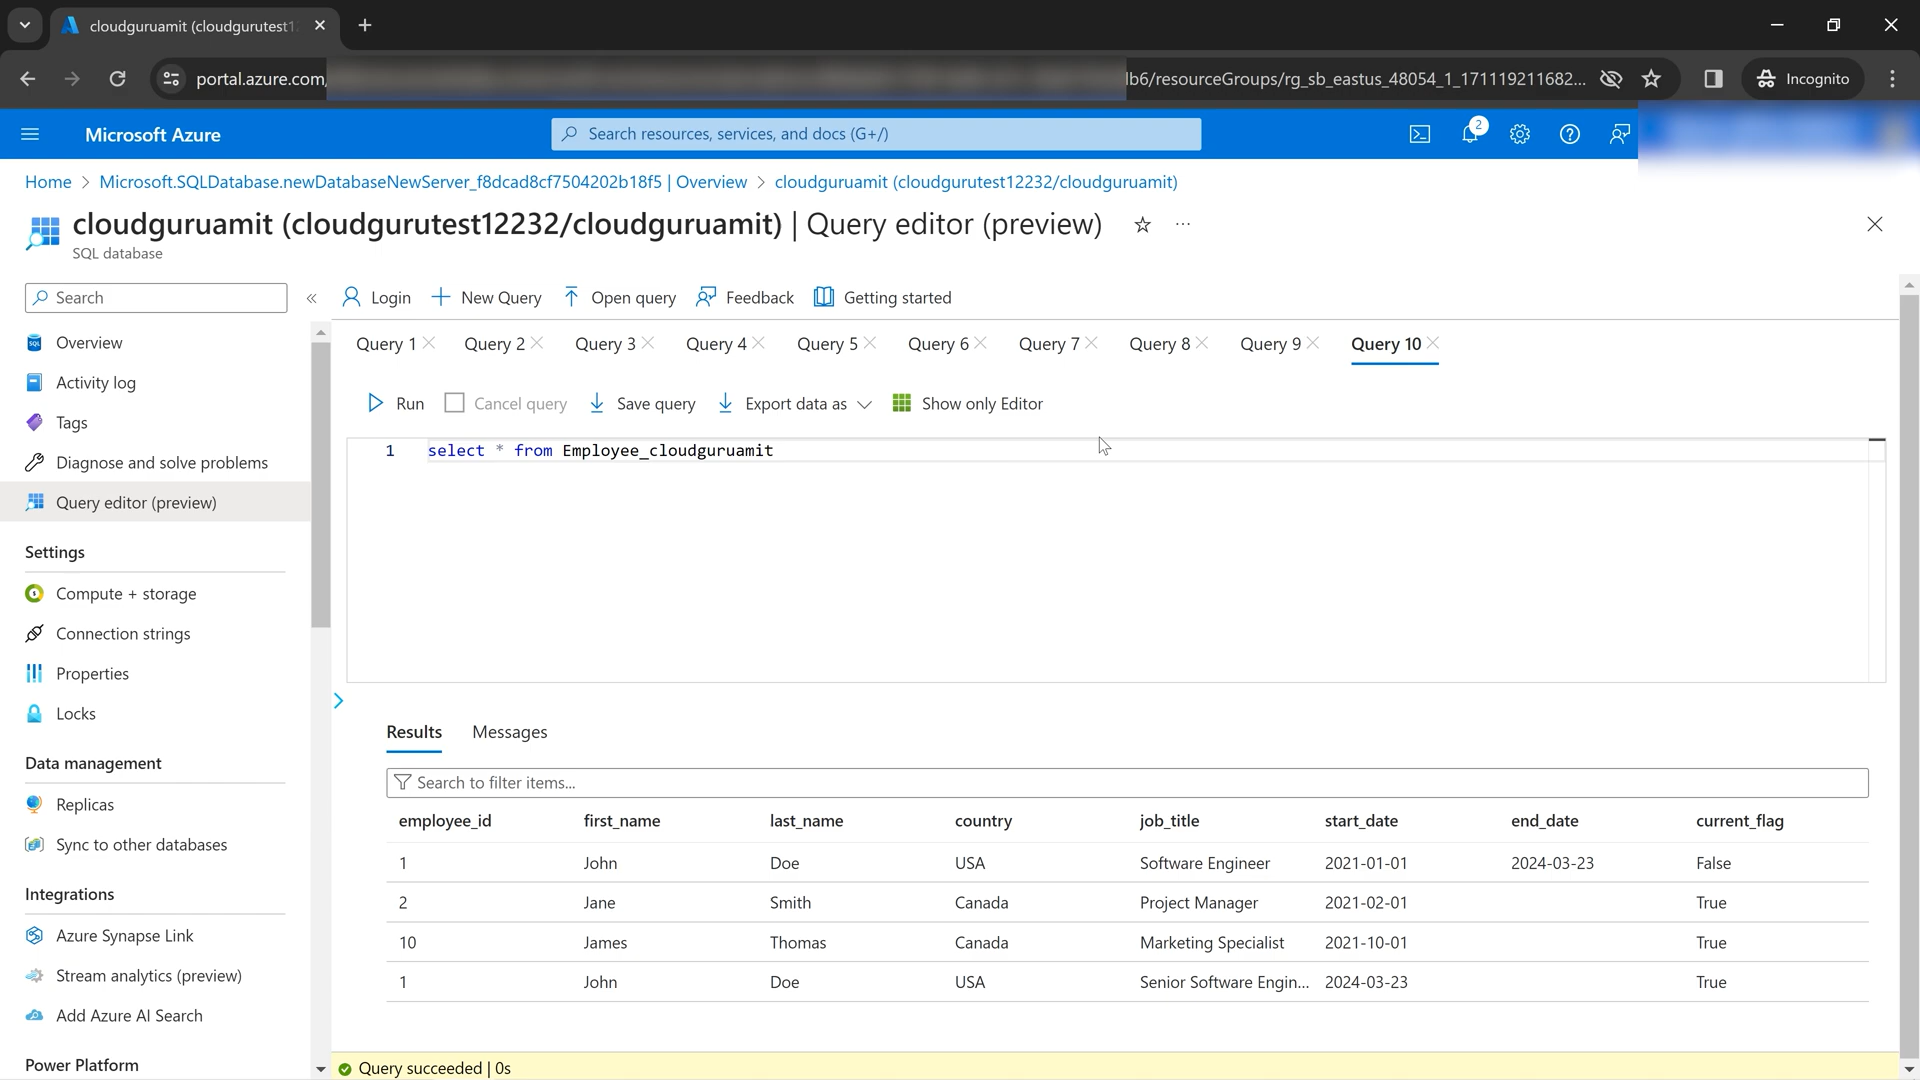 cloudguruamit (cloudgurutest1
portal.azure.com, lb6/resourceGroups/rg_sb_eastus_48054_1_171119211682... Incognito
Microsoft Azure Search resources, services, and docs (G+/) 2
Home > Microsoft.SQLDatabase.newDatabaseNewServer_f8dcad8cf7504202b18f5 | Overview > cloudguruamit (cloudgurutest12232/cloudguruamit)
cloudguruamit (cloudgurutest12232/cloudguruamit) | Query editor (preview) ...
SQL database
Search « Login New Query Open query Feedback Getting started
Overview
Activity log
Tags
Diagnose and solve problems
Query editor (preview)
Settings
Compute + storage
Connection strings
Properties
Locks
Data management
Replicas
Sync to other databases
Integrations
Azure Synapse Link
Stream analytics (preview)
Add Azure AI Search
Power Platform
Query 1 Query 2 Query 3 Query 4 Query 5 Query 6 Query 7 Query 8 Query 9 Query 10
Run Cancel query Save query Export data as Show only Editor
1 select * from Employee_cloudguruamit
Results Messages
Search to filter items...
employee_id first_name last_name country job_title start_date end_date current_flag
1 John Doe USA Software Engineer 2021-01-01 2024-03-23 False
2 Jane Smith Canada Project Manager 2021-02-01 True
10 James Thomas Canada Marketing Specialist 2021-10-01 True
1 John Doe USA Senior Software Engin... 2024-03-23 True
Query succeeded | 0s